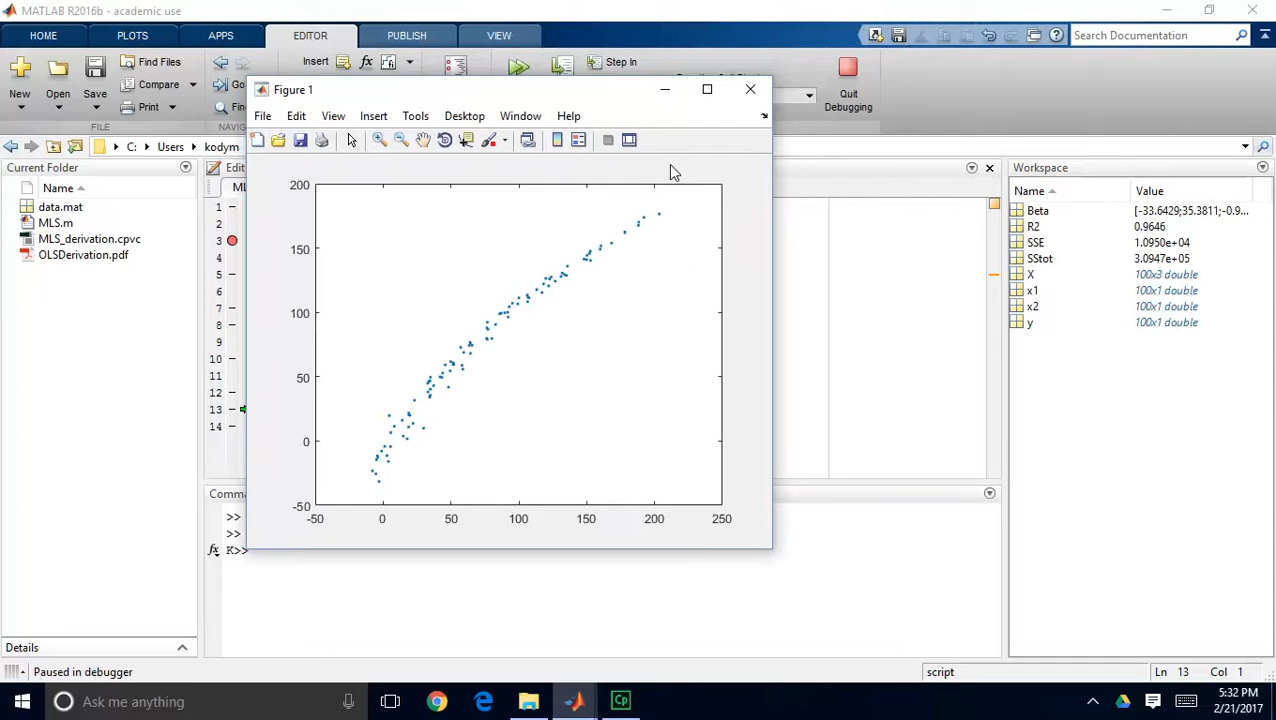 MATLAB R2016b - academic use
HOME PLOTS APPS EDITOR PUBLISH VIEW Search Documentation
New Open Save Find Files Compare Print Insert fx Step In Quit Debugging
FILE
C: Users kodym
Current Folder
Name
data.mat
MLS.m
MLS_derivation.cpvc
OLSDerivation.pdf
Details
1
2
3
4
5
6
7
8
9
10
11
12
13
14
Figure 1
File Edit View Insert Tools Desktop Window Help
200
150
100
50
0
-50
-50 0 50 100 150 200 250
>>
>>
fx K>>
Workspace
Name Value
Beta [-33.6429;35.3811;-0.9...
R2 0.9646
SSE 1.0950e+04
SStot 3.0947e+05
X 100x3 double
x1 100x1 double
x2 100x1 double
y 100x1 double
Paused in debugger script Ln 13 Col 1
Ask me anything
Cp
5:32 PM
2/21/2017